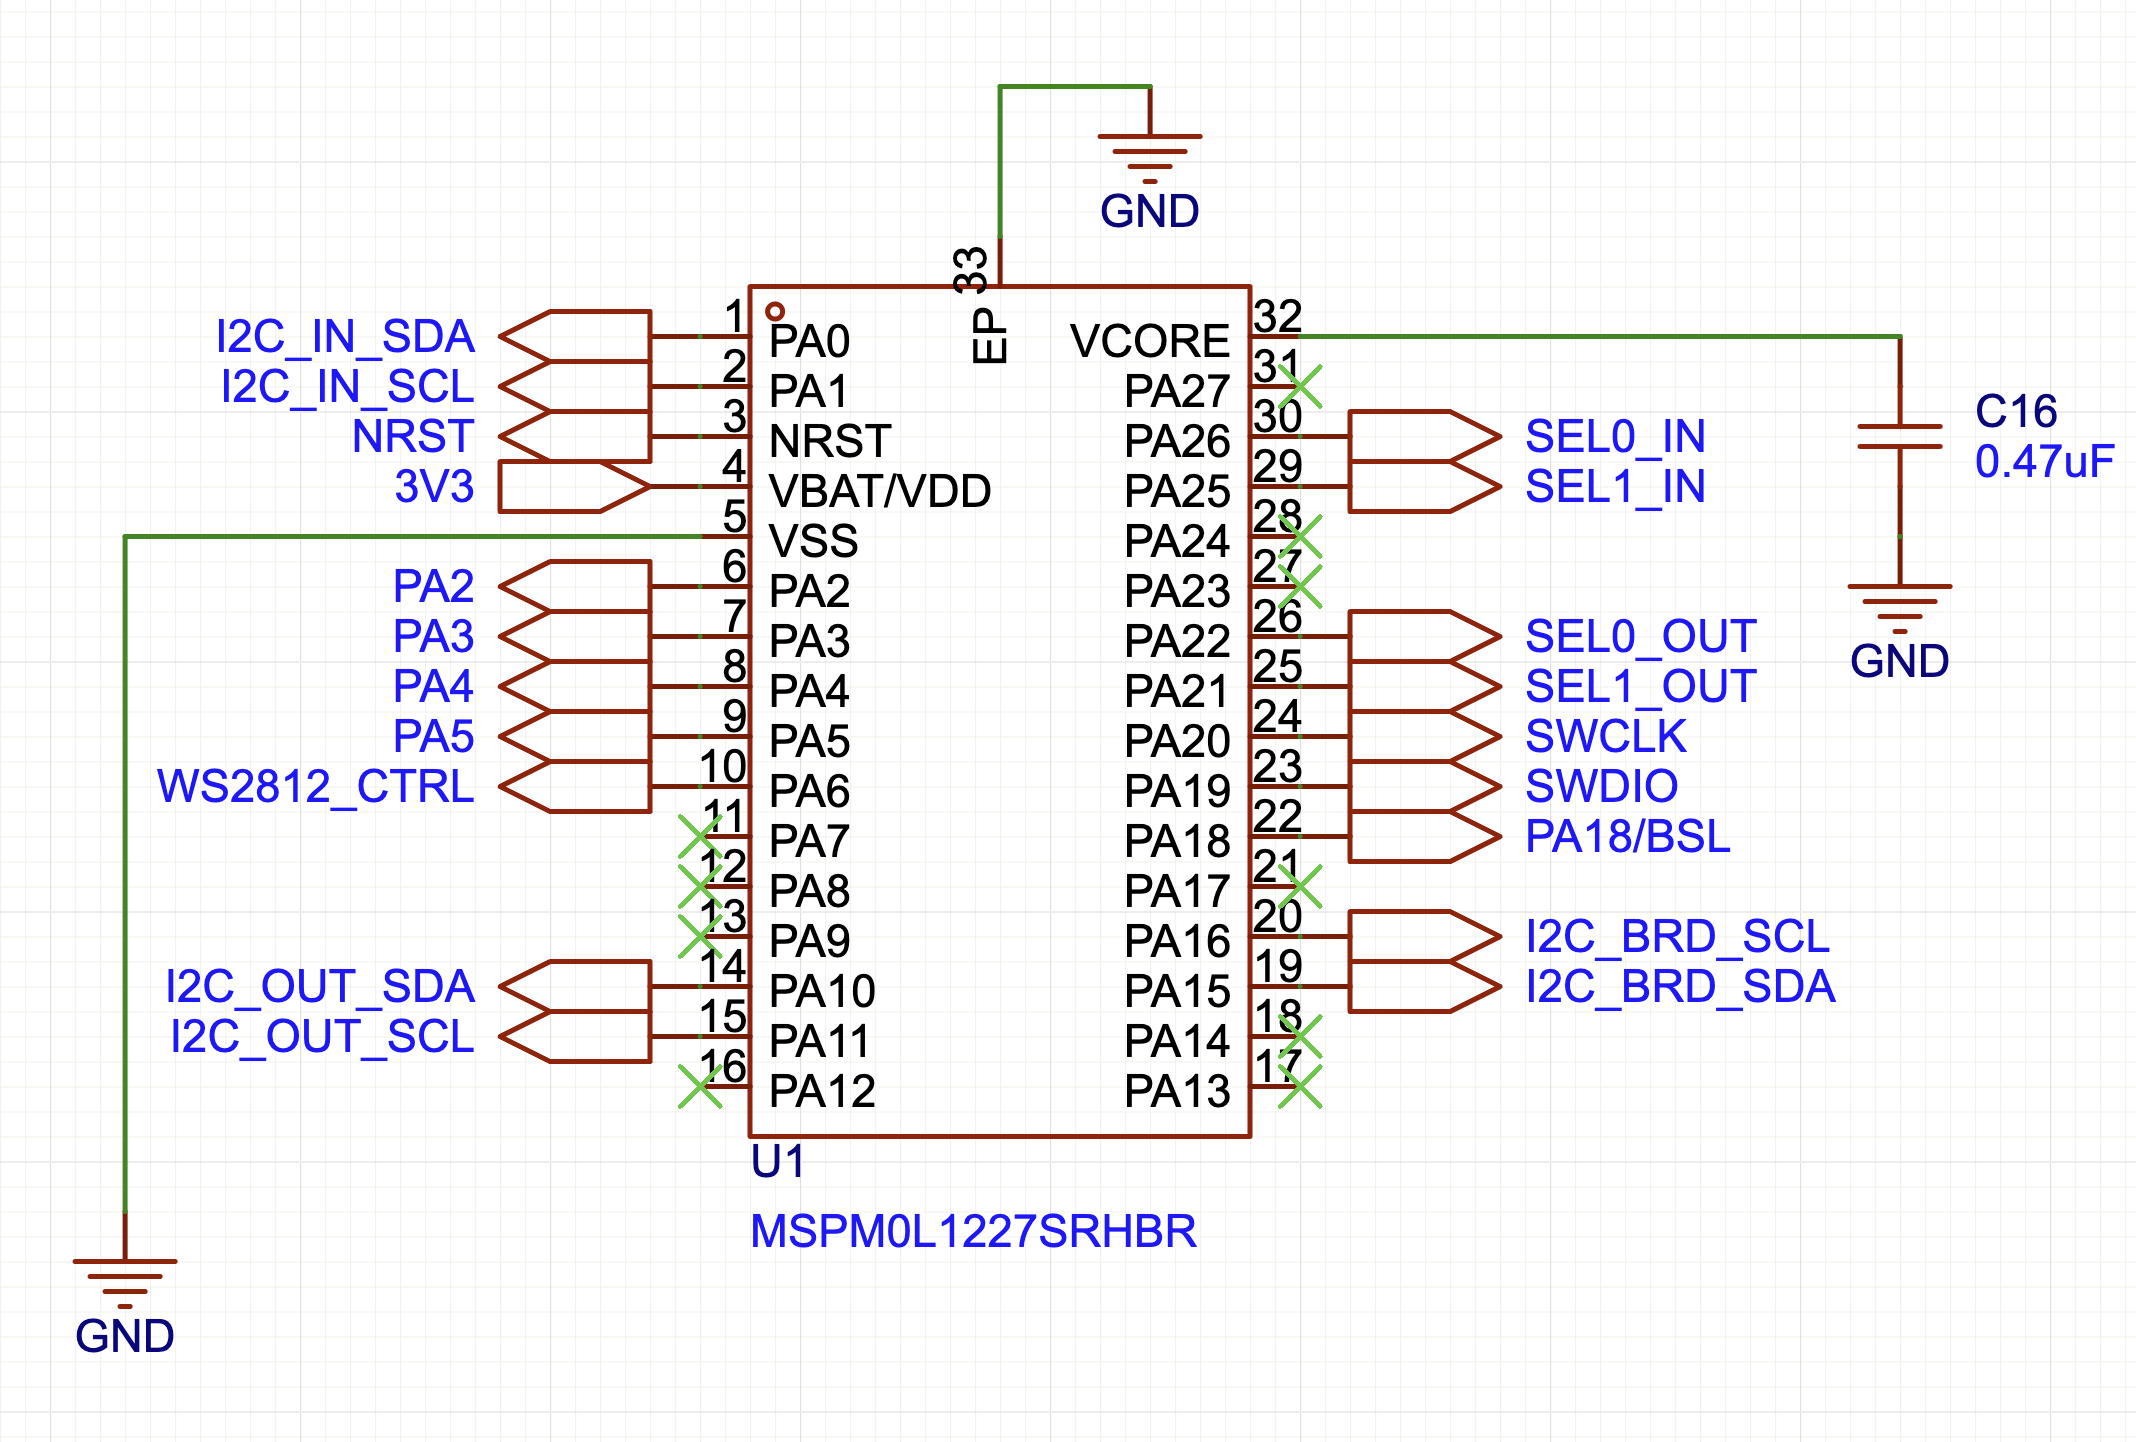 GND
33
EP
I2C_IN_SDA 1 PA0 VCORE 32
I2C_IN_SCL 2 PA1 PA27 31
NRST 3 NRST PA26 30 SEL0_IN
3V3 4 VBAT/VDD PA25 29 SEL1_IN
5 VSS PA24 28
PA2 6 PA2 PA23 27
PA3 7 PA3 PA22 26 SEL0_OUT
PA4 8 PA4 PA21 25 SEL1_OUT
PA5 9 PA5 PA20 24 SWCLK
WS2812_CTRL 10 PA6 PA19 23 SWDIO
11 PA7 PA18 22 PA18/BSL
12 PA8 PA17 21
13 PA9 PA16 20 I2C_BRD_SCL
I2C_OUT_SDA 14 PA10 PA15 19 I2C_BRD_SDA
I2C_OUT_SCL 15 PA11 PA14 18
16 PA12 PA13 17
C16
0.47uF
GND
U1
MSPM0L1227SRHBR
GND